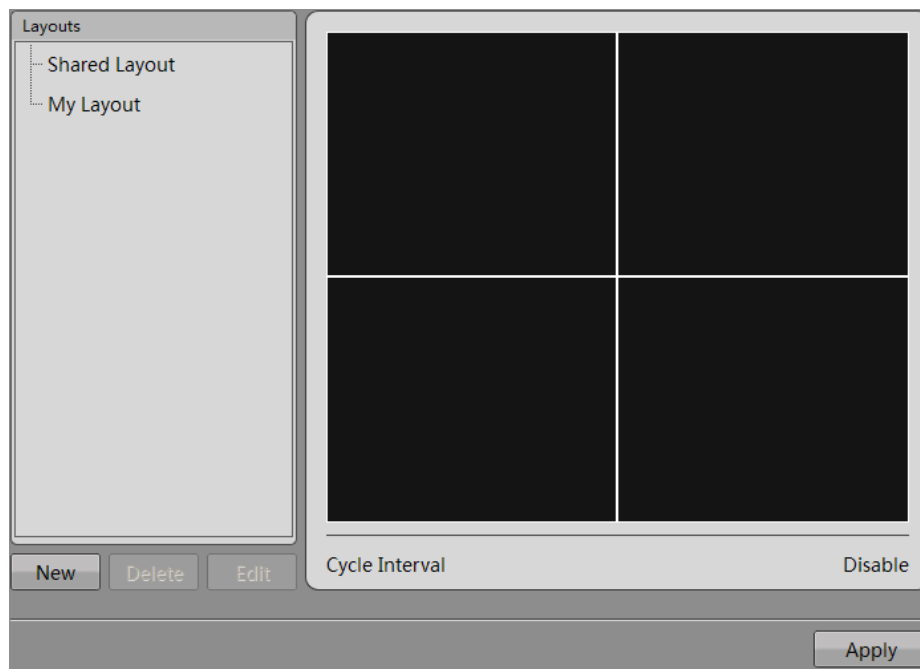 Layouts
Shared Layout
My Layout
New Delete Edit
Cycle Interval Disable
Apply